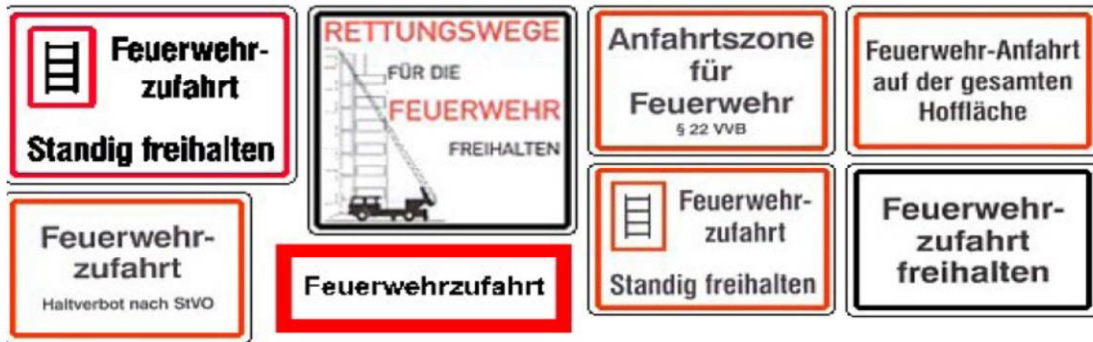 Feuerwehr-
zufahrt
Standig freihalten
RETTUNGSWEGE
FÜR DIE
FEUERWEHR
FREIHALTEN
Anfahrtszone
für
Feuerwehr
§ 22 VVB
Feuerwehr-Anfahrt
auf der gesamten
Hoffläche
Feuerwehr-
zufahrt
Haltverbot nach StVO
Feuerwehrzufahrt
Feuerwehr-
zufahrt
Standig freihalten
Feuerwehr-
zufahrt
freihalten